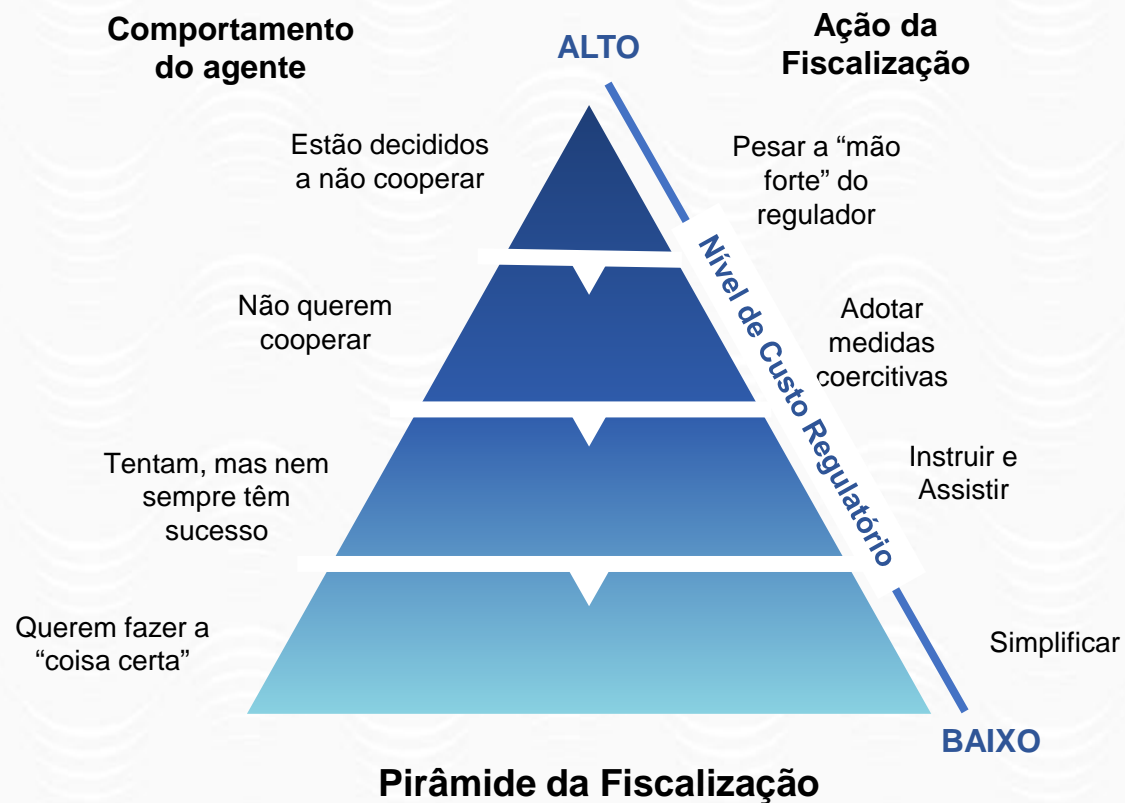 Comportamento
do agente
ALTO
Ação da
Fiscalização
Estão decididos
a não cooperar
Pesar a “mão
forte” do
regulador
Não querem
cooperar
Adotar
medidas
coercitivas
Nível de Custo Regulatório
Tentam, mas nem
sempre têm
sucesso
Instruir e
Assistir
Querem fazer a
“coisa certa”
Simplificar
BAIXO
Pirâmide da Fiscalização